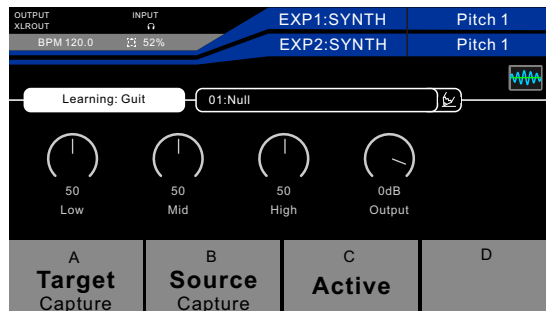 OUTPUT INPUT EXP1:SYNTH Pitch 1
XLROUT
BPM 120.0 52% EXP2:SYNTH Pitch 1
Learning: Guit 01:Null
50 50 50 0dB
Low Mid High Output
A B C D
Target Source Active
Capture Capture